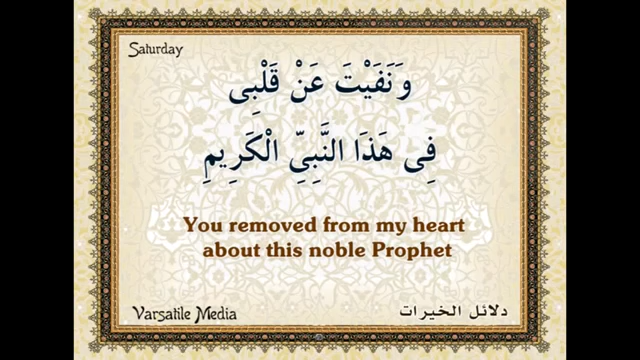 Saturday
وَنَفَيْتَ عَنْ قَلْبِى
فِى هَذَا النَّبِىِّ الْكَرِيمِ
You removed from my heart
about this noble Prophet
Varsatile Media
دلائل الخيرات